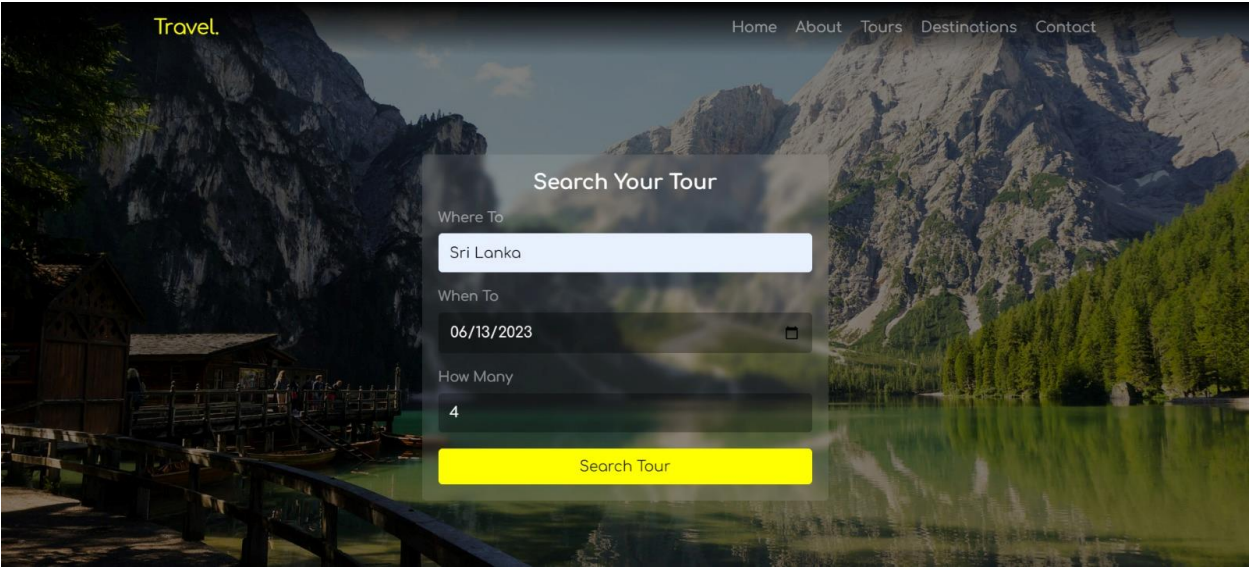 Travel.
Home About Tours Destinations Contact
Search Your Tour
Where To
Sri Lanka
When To
06/13/2023
How Many
4
Search Tour